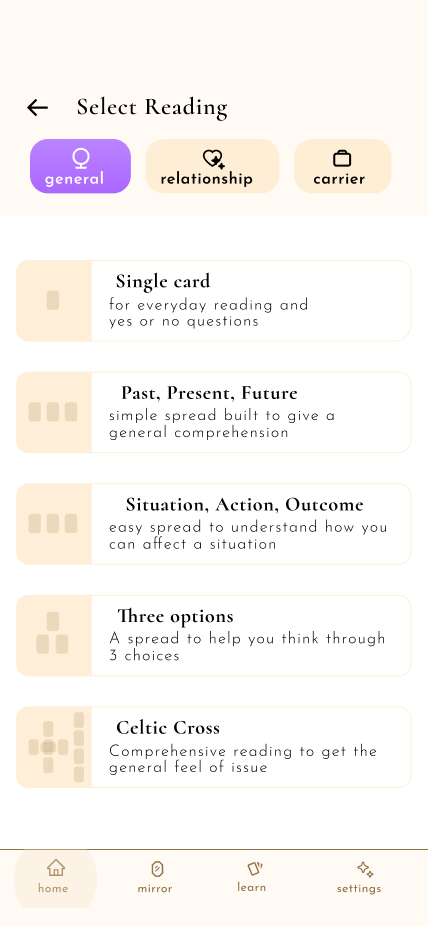 Select Reading
general relationship carrier
Single card
for everyday reading and
yes or no questions
Past, Present, Future
simple spread built to give a
general comprehension
Situation, Action, Outcome
easy spread to understand how you
can affect a situation
Three options
A spread to help you think through
3 choices
Celtic Cross
Comprehensive reading to get the
general feel of issue
home mirror learn settings